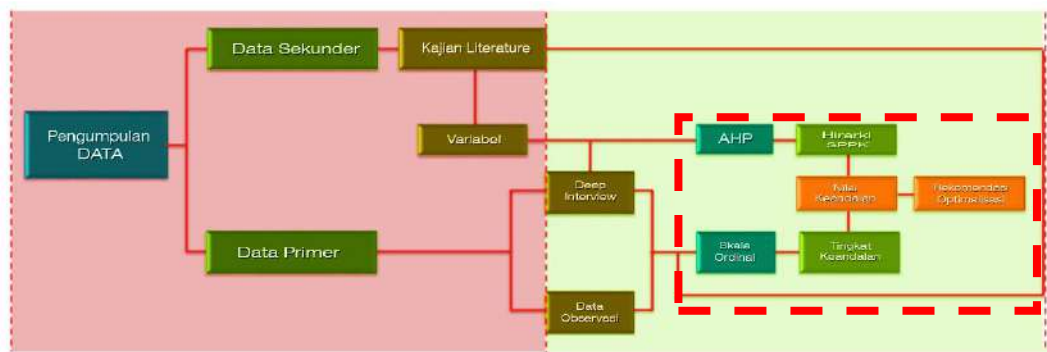 Data Sekunder
Kajian Literature
Pengumpulan
DATA
Variabel
AHP
Hirarki
SPPK
Deep
Interview
Nilai
Keandalan
Rekomendasi
Optimalisasi
Data Primer
Skala
Ordinal
Tingkat
Keandalan
Data
Observasi